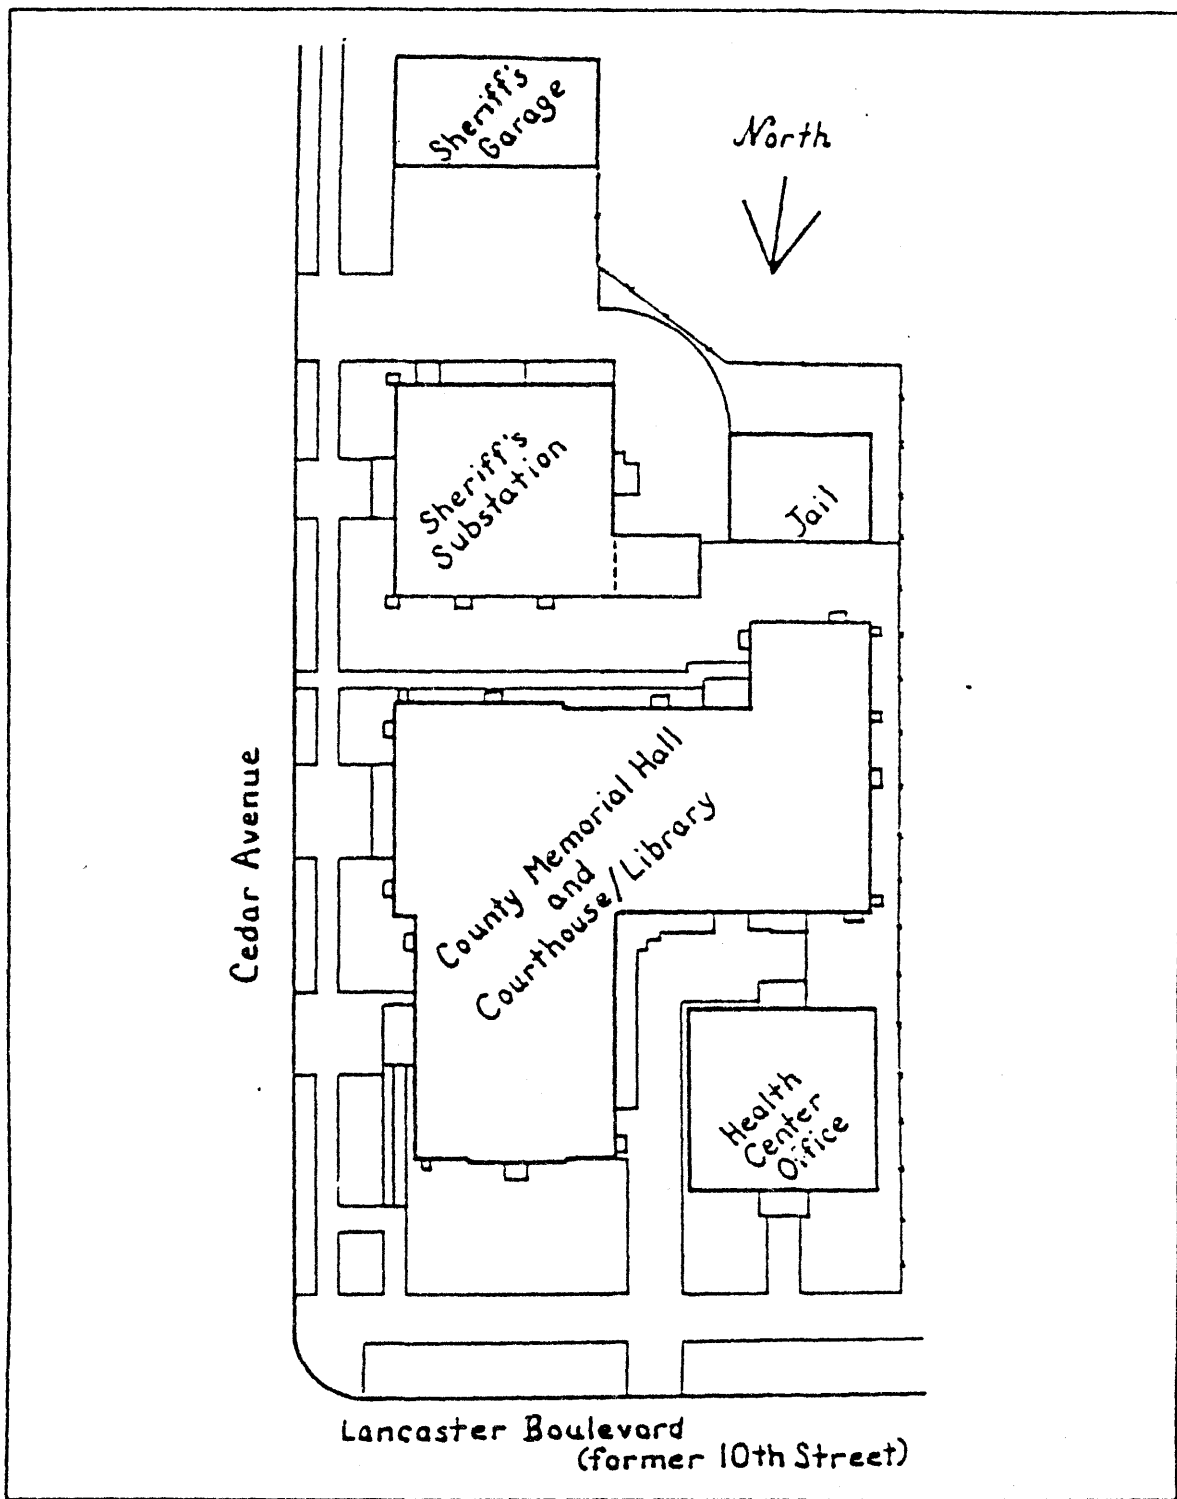 Sheriff's
Garage
North
Sheriff's
Substation
Jail
County Memorial Hall
and
Courthouse/Library
Cedar Avenue
Health
Center
Office
Lancaster Boulevard
(former 10th Street)